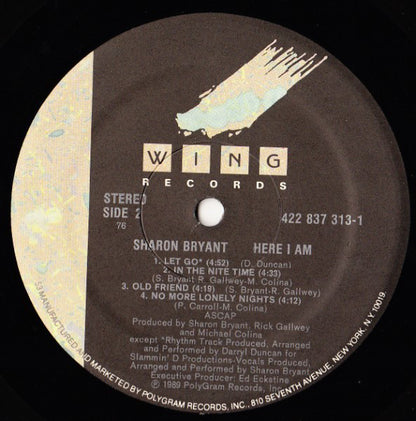 WING
RECORDS
STEREO
SIDE 2
76
422 837 313-1
SHARON BRYANT HERE I AM
1. LET GO* (4:52) (D. Duncan)
2. IN THE NITE TIME (4:33)
(S. Bryant-R. Gallwey-M. Colina)
3. OLD FRIEND (4:19) (S. Bryant-R. Gallwey)
4. NO MORE LONELY NIGHTS (4:12)
(P. Carroll-M. Colina)
ASCAP
Produced by Sharon Bryant, Rick Gallwey
and Michael Colina
except *Rhythm Track Produced, Arranged
and Performed by Darryl Duncan for
Slammin' D Productions-Vocals Produced,
Arranged and Performed by Sharon Bryant
Executive Producer: Ed Eckstine
℗ 1989 PolyGram Records, Inc.
MANUFACTURED AND MARKETED BY POLYGRAM RECORDS, INC., 810 SEVENTH AVENUE, NEW YORK, N.Y. 10019